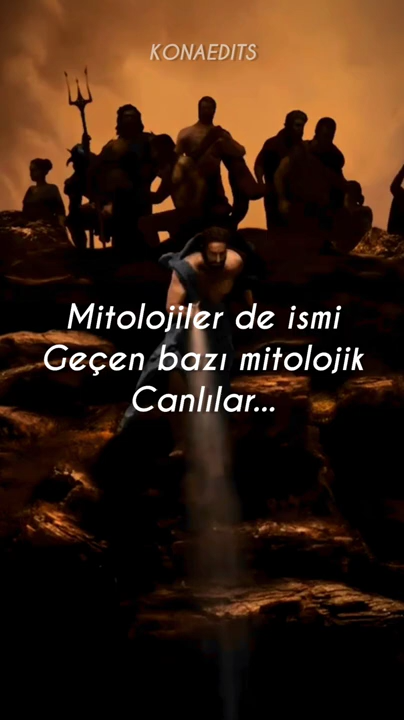 KONAEDITS
Mitolojiler de ismi
Geçen bazı mitolojik
Canlılar...